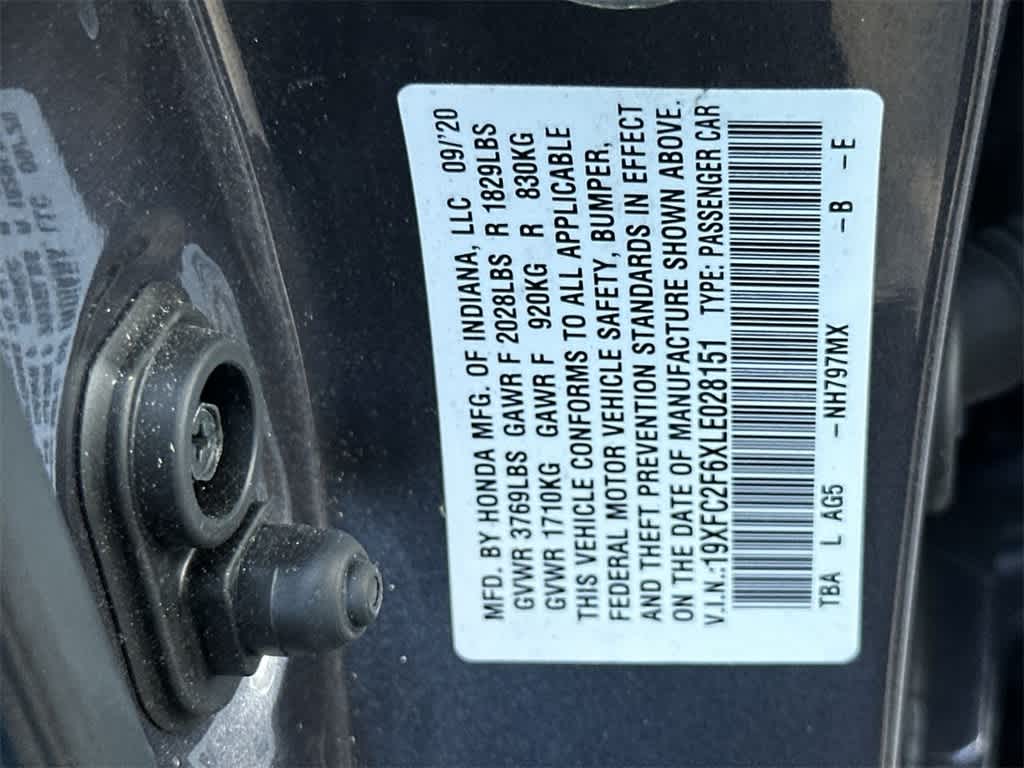 MFD. BY HONDA MFG. OF INDIANA, LLC 09/'20
GVWR 3769LBS GAWR F 2028LBS R 1829LBS
GVWR 1710KG GAWR F 920KG R 830KG
THIS VEHICLE CONFORMS TO ALL APPLICABLE
FEDERAL MOTOR VEHICLE SAFETY, BUMPER,
AND THEFT PREVENTION STANDARDS IN EFFECT
ON THE DATE OF MANUFACTURE SHOWN ABOVE.
V.I.N.:19XFC2F6XLE028151 TYPE: PASSENGER CAR
TBA L AG5 -NH797MX -B -E